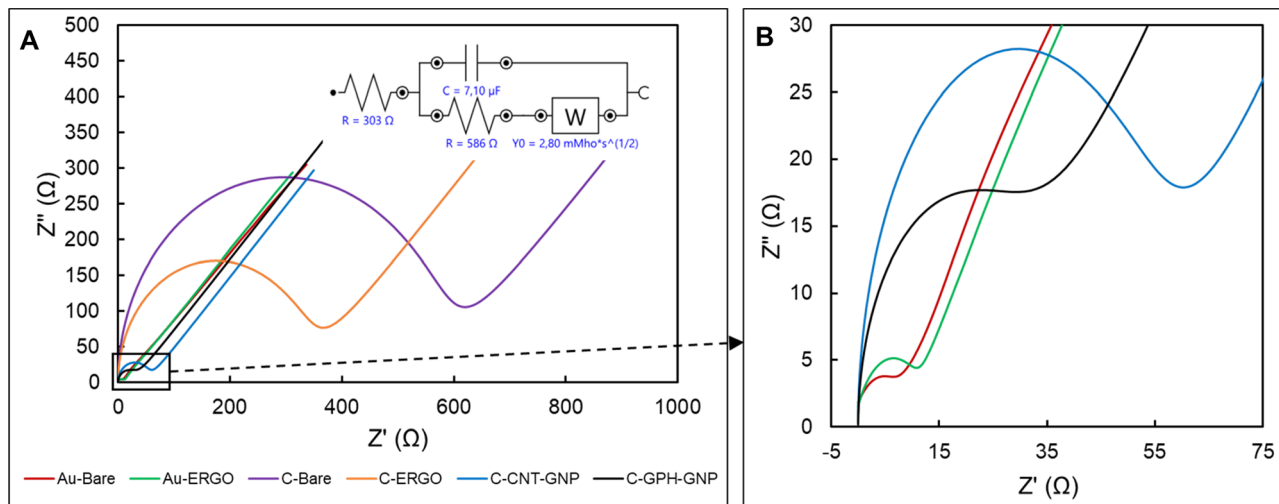 A
500
450
400
350
300
250
200
150
100
50
0
Z'' (Ω)
0 200 400 600 800 1000
Z' (Ω)
C = 7,10 µF
R = 303 Ω
R = 586 Ω
Y0 = 2,80 mMho*s^(1/2)
W
C
Au-Bare Au-ERGO C-Bare C-ERGO C-CNT-GNP C-GPH-GNP
B
30
25
20
15
10
5
0
Z'' (Ω)
-5 15 35 55 75
Z' (Ω)